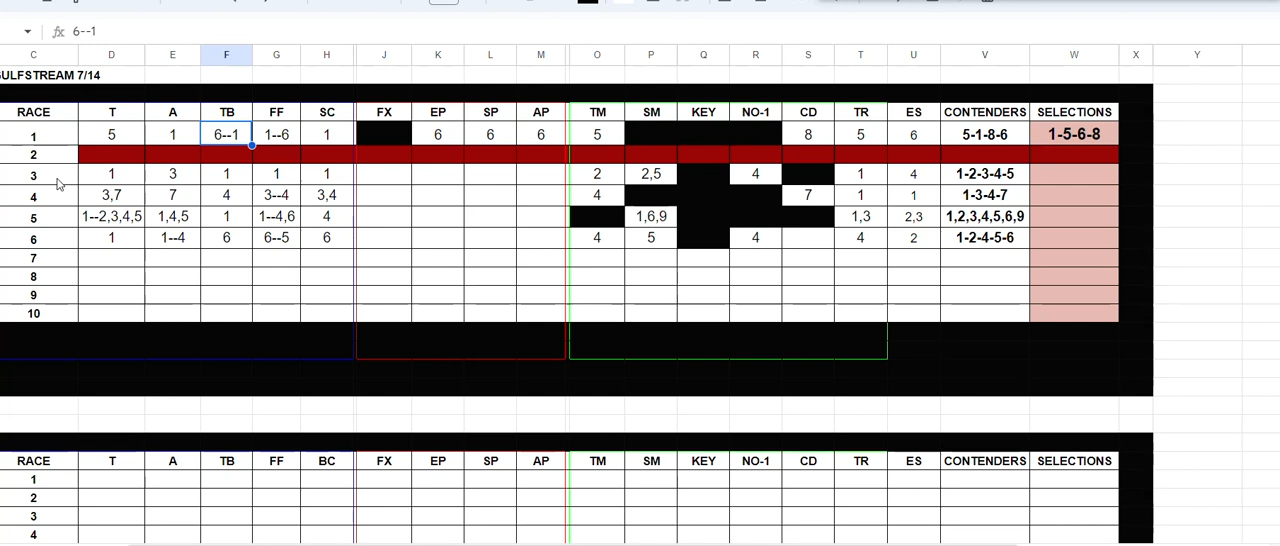 fx 6--1
C D E F G H J K L M O P Q R S T U V W X Y
ULFSTREAM 7/14
RACE T A TB FF SC FX EP SP AP TM SM KEY NO-1 CD TR ES CONTENDERS SELECTIONS
1 5 1 6--1 1--6 1 6 6 6 5 8 5 6 5-1-8-6 1-5-6-8
2
3 1 3 1 1 1 2 2,5 4 1 4 1-2-3-4-5
4 3,7 7 4 3--4 3,4 4 7 1 1 1-3-4-7
5 1--2,3,4,5 1,4,5 1 1--4,6 4 1,6,9 1,3 2,3 1,2,3,4,5,6,9
6 1 1--4 6 6--5 6 4 5 4 4 2 1-2-4-5-6
7
8
9
10
RACE T A TB FF BC FX EP SP AP TM SM KEY NO-1 CD TR ES CONTENDERS SELECTIONS
1
2
3
4